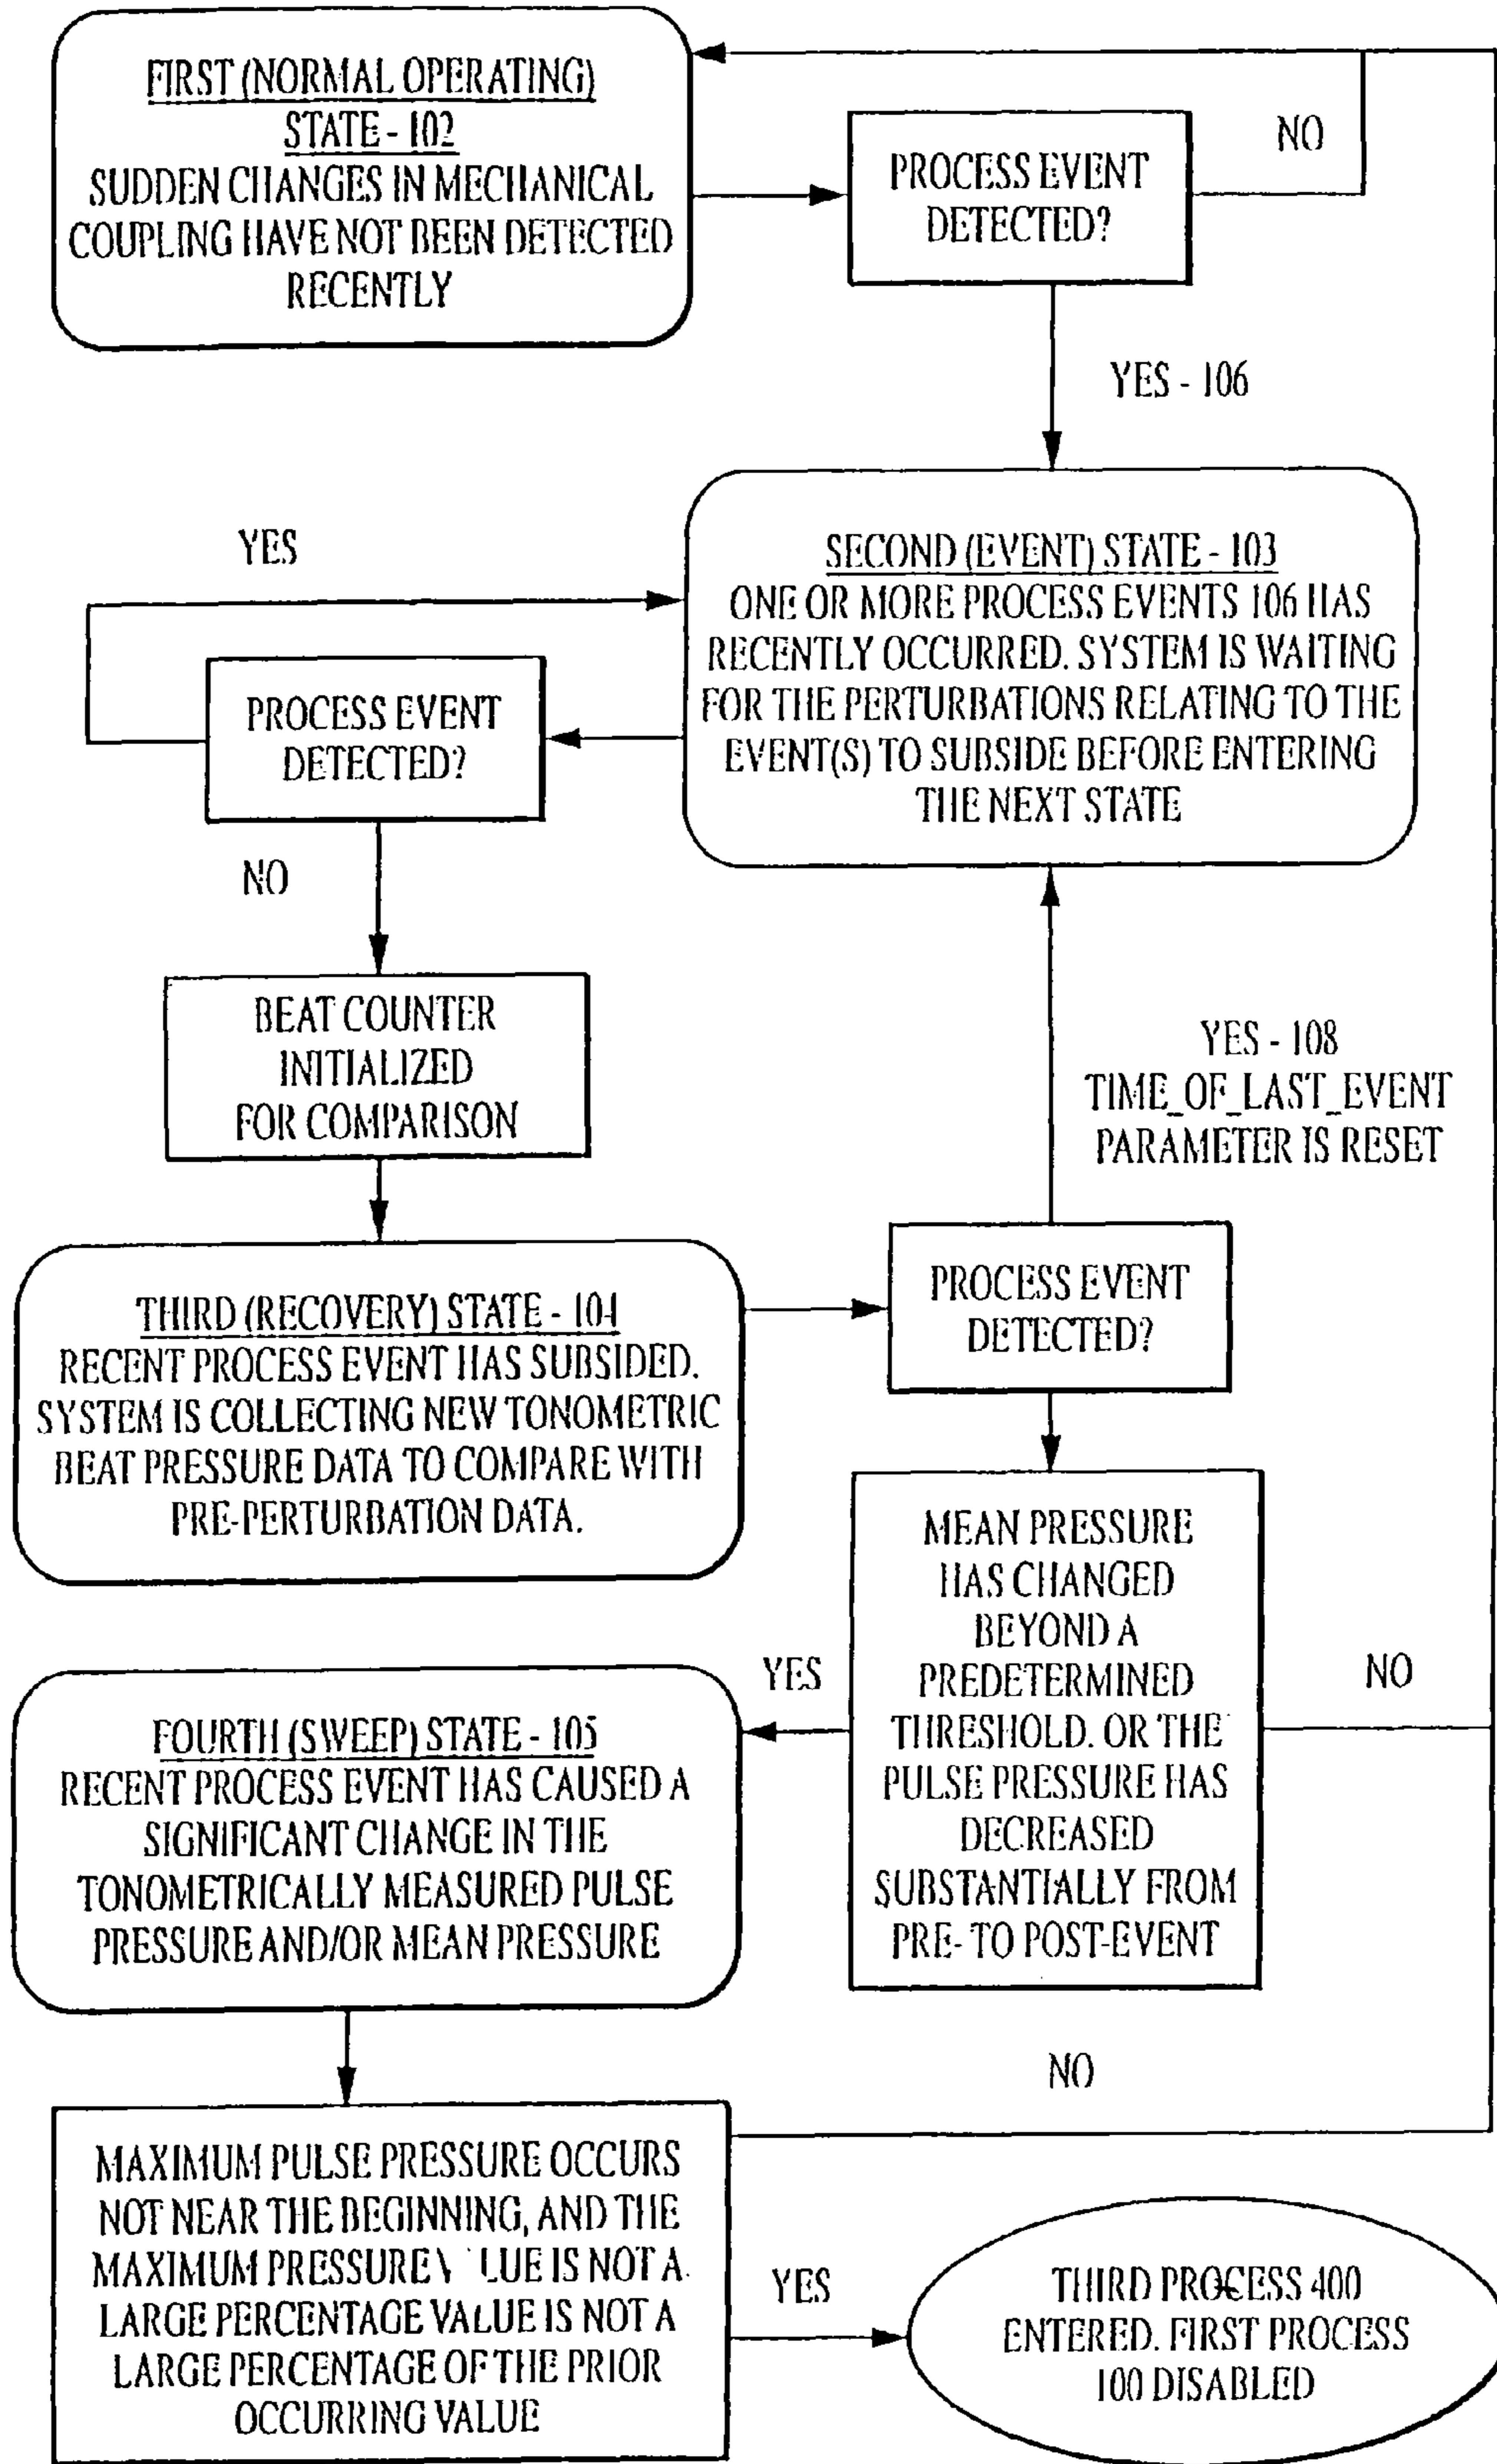 FIRST (NORMAL OPERATING)
STATE - 102
SUDDEN CHANGES IN MECHANICAL
COUPLING HAVE NOT BEEN DETECTED
RECENTLY
PROCESS EVENT
DETECTED?
NO
YES - 106
YES
SECOND (EVENT) STATE - 103
ONE OR MORE PROCESS EVENTS 106 HAS
RECENTLY OCCURRED. SYSTEM IS WAITING
FOR THE PERTURBATIONS RELATING TO THE
EVENT(S) TO SUBSIDE BEFORE ENTERING
THE NEXT STATE
PROCESS EVENT
DETECTED?
NO
BEAT COUNTER
INITIALIZED
FOR COMPARISON
YES - 108
TIME_OF_LAST_EVENT
PARAMETER IS RESET
THIRD (RECOVERY) STATE - 104
RECENT PROCESS EVENT HAS SUBSIDED.
SYSTEM IS COLLECTING NEW TONOMETRIC
BEAT PRESSURE DATA TO COMPARE WITH
PRE-PERTURBATION DATA.
PROCESS EVENT
DETECTED?
MEAN PRESSURE
HAS CHANGED
BEYOND A
PREDETERMINED
THRESHOLD. OR THE
PULSE PRESSURE HAS
DECREASED
SUBSTANTIALLY FROM
PRE- TO POST-EVENT
YES
NO
FOURTH (SWEEP) STATE - 105
RECENT PROCESS EVENT HAS CAUSED A
SIGNIFICANT CHANGE IN THE
TONOMETRICALLY MEASURED PULSE
PRESSURE AND/OR MEAN PRESSURE
NO
MAXIMUM PULSE PRESSURE OCCURS
NOT NEAR THE BEGINNING, AND THE
MAXIMUM PRESSURE IS NOT A
LARGE PERCENTAGE VALUE IS NOT A
LARGE PERCENTAGE OF THE PRIOR
OCCURRING VALUE
YES
THIRD PROCESS 400
ENTERED. FIRST PROCESS
100 DISABLED